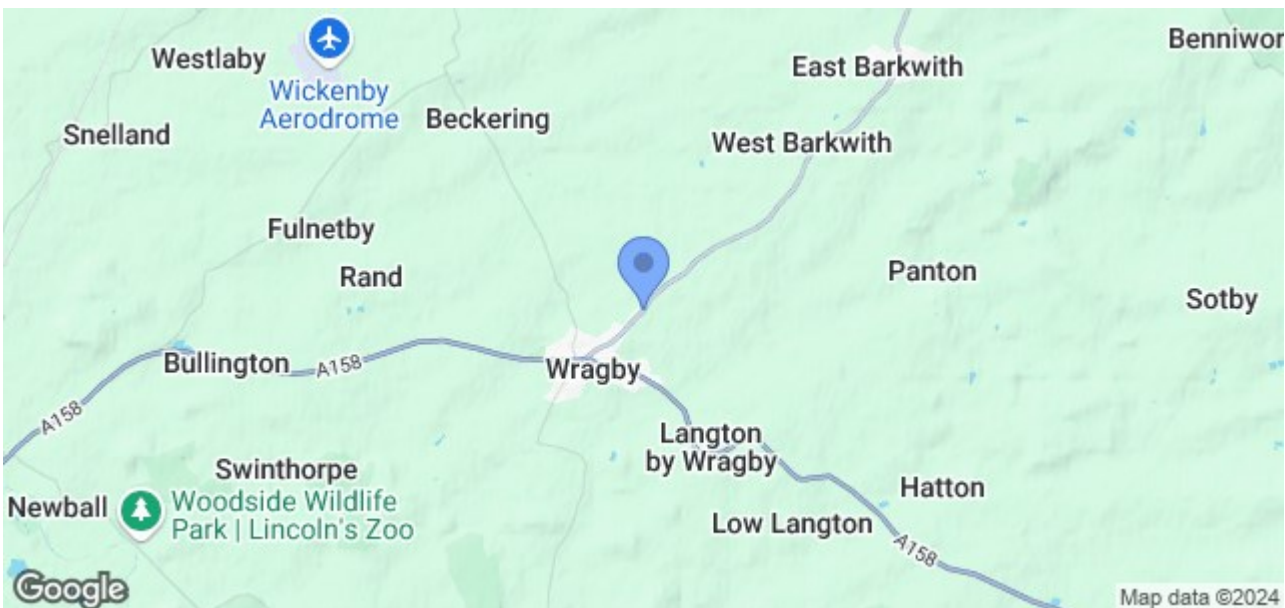 Westlaby
Wickenby
Aerodrome
Snelland
Beckering
East Barkwith
Benniwor
West Barkwith
Fulnetby
Rand
Panton
Sotby
Bullington
A158
Wragby
A158
Langton
by Wragby
Swinthorpe
Hatton
Newball
Woodside Wildlife
Park | Lincoln's Zoo
Low Langton
A158
Google
Map data ©2024